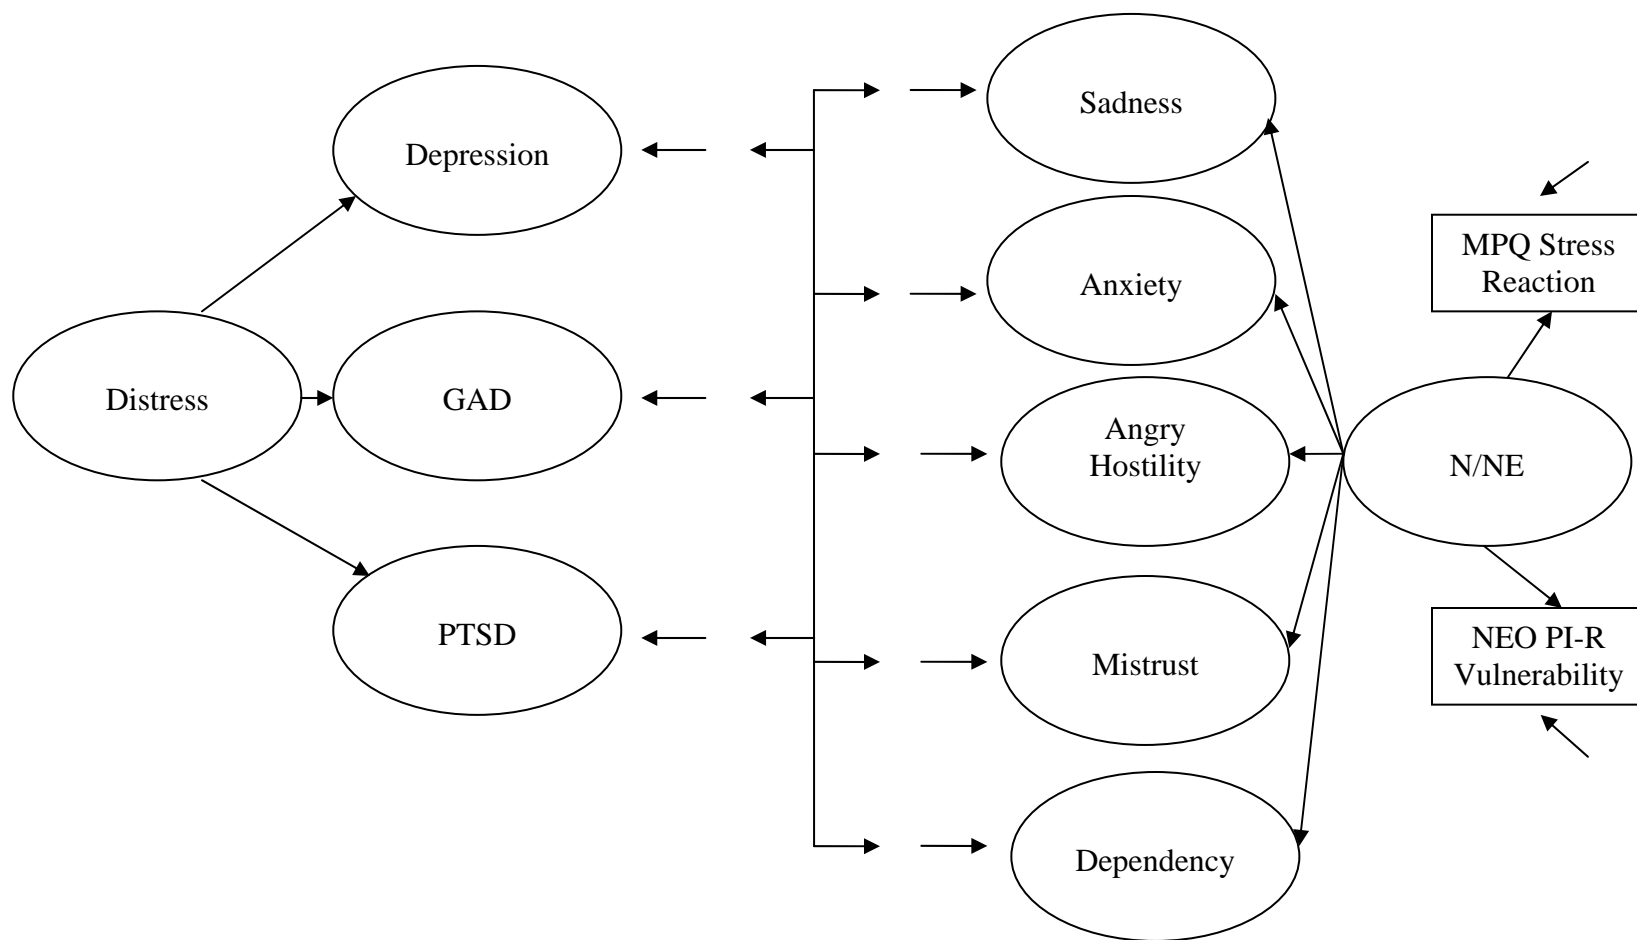 Sadness
Depression
MPQ Stress
Reaction
Anxiety
Distress
GAD
Angry
Hostility
N/NE
PTSD
Mistrust
NEO PI-R
Vulnerability
Dependency